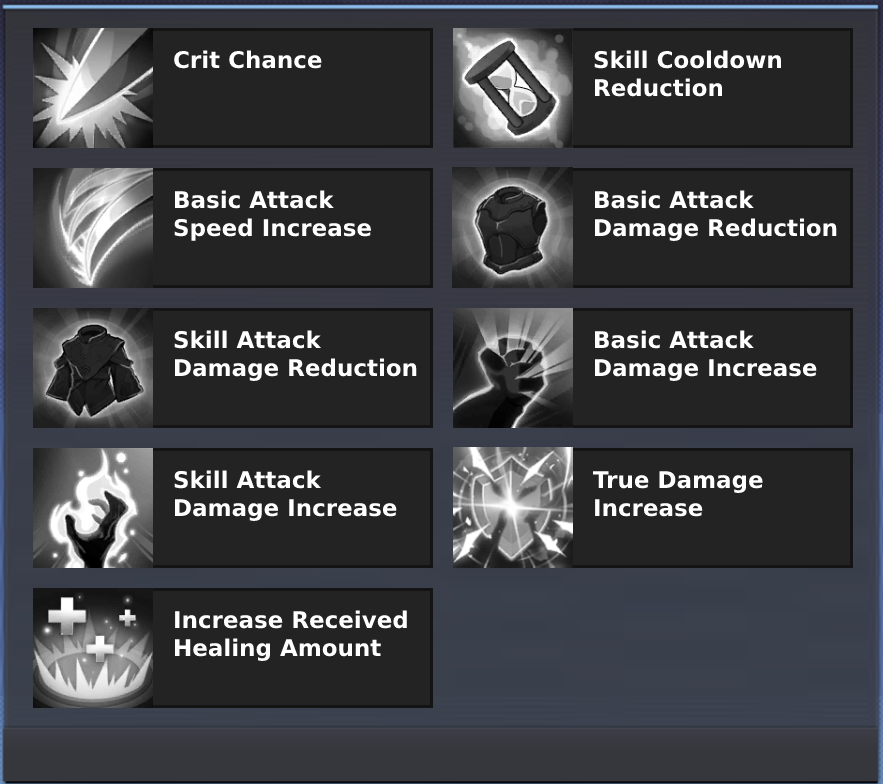 Crit Chance
Skill Cooldown
Reduction
Basic Attack
Speed Increase
Basic Attack
Damage Reduction
Skill Attack
Damage Reduction
Basic Attack
Damage Increase
Skill Attack
Damage Increase
True Damage
Increase
Increase Received
Healing Amount